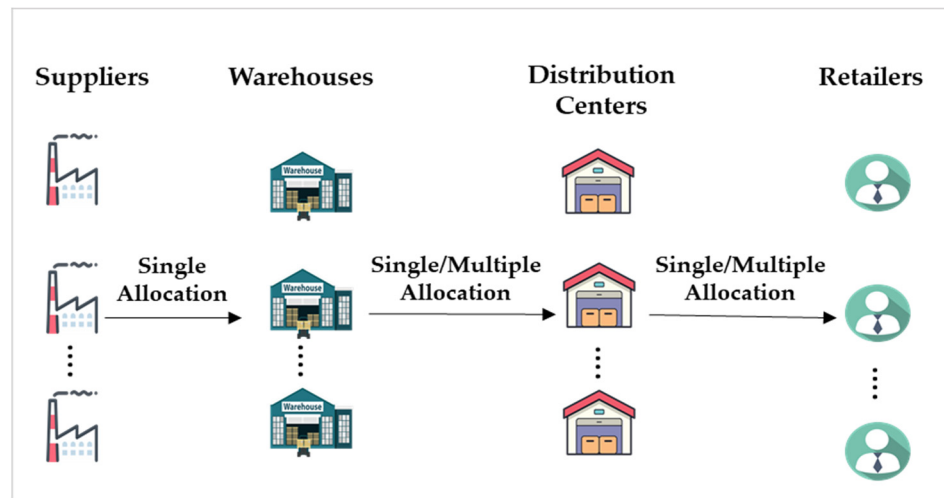 Suppliers
Warehouses
Distribution
Centers
Retailers
Warehouse
Single
Allocation
Single/Multiple
Allocation
Single/Multiple
Allocation
Warehouse
Warehouse